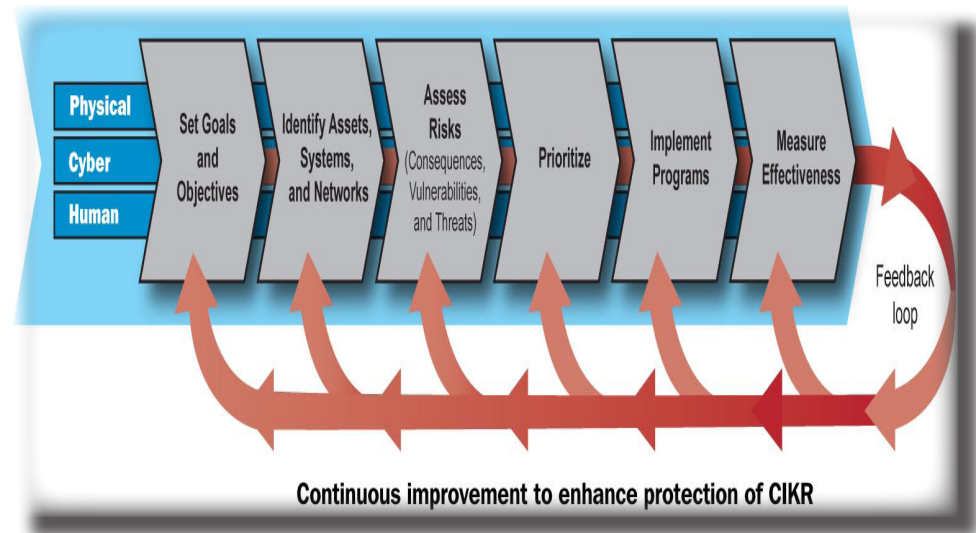 Physical
Cyber
Human
Set Goals
and
Objectives
Identify Assets,
Systems,
and Networks
Assess
Risks
(Consequences,
Vulnerabilities,
and Threats)
Prioritize
Implement
Programs
Measure
Effectiveness
Feedback
loop
Continuous improvement to enhance protection of CIKR